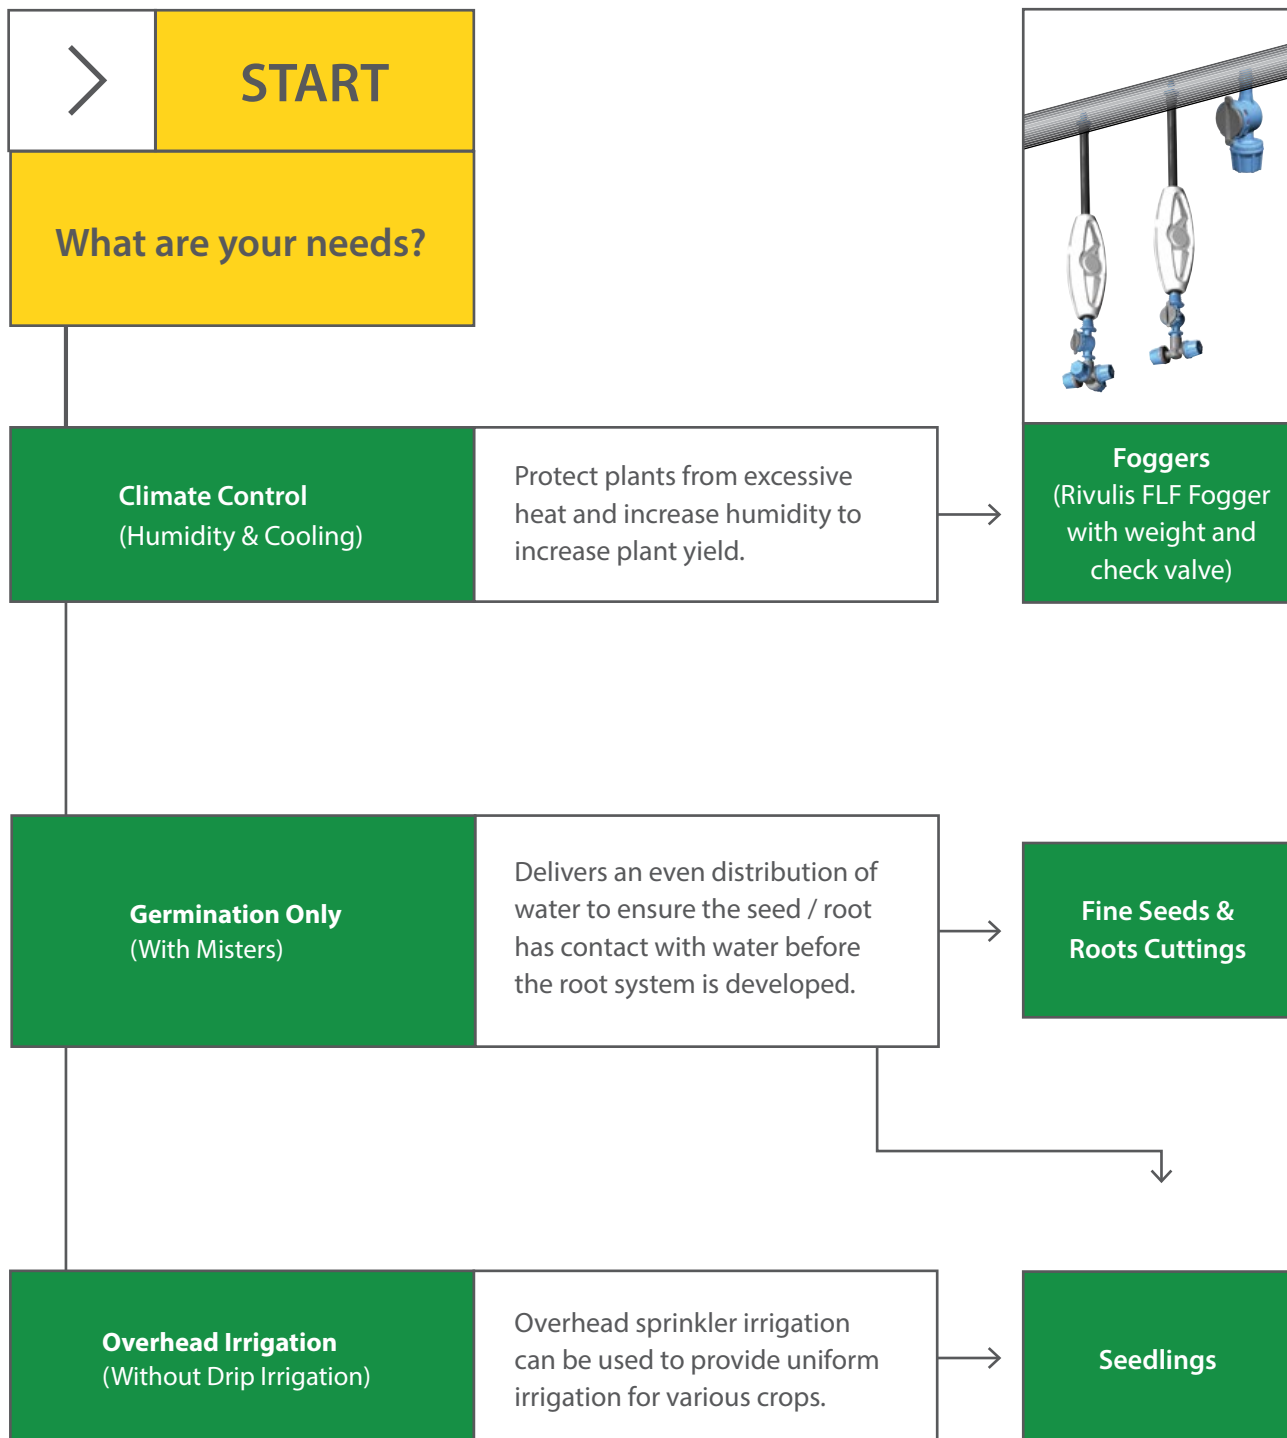 START
What are your needs?
Climate Control
(Humidity & Cooling)
Protect plants from excessive
heat and increase humidity to
increase plant yield.
Foggers
(Rivulis FLF Fogger
with weight and
check valve)
Germination Only
(With Misters)
Delivers an even distribution of
water to ensure the seed / root
has contact with water before
the root system is developed.
Fine Seeds &
Roots Cuttings
Overhead Irrigation
(Without Drip Irrigation)
Overhead sprinkler irrigation
can be used to provide uniform
irrigation for various crops.
Seedlings